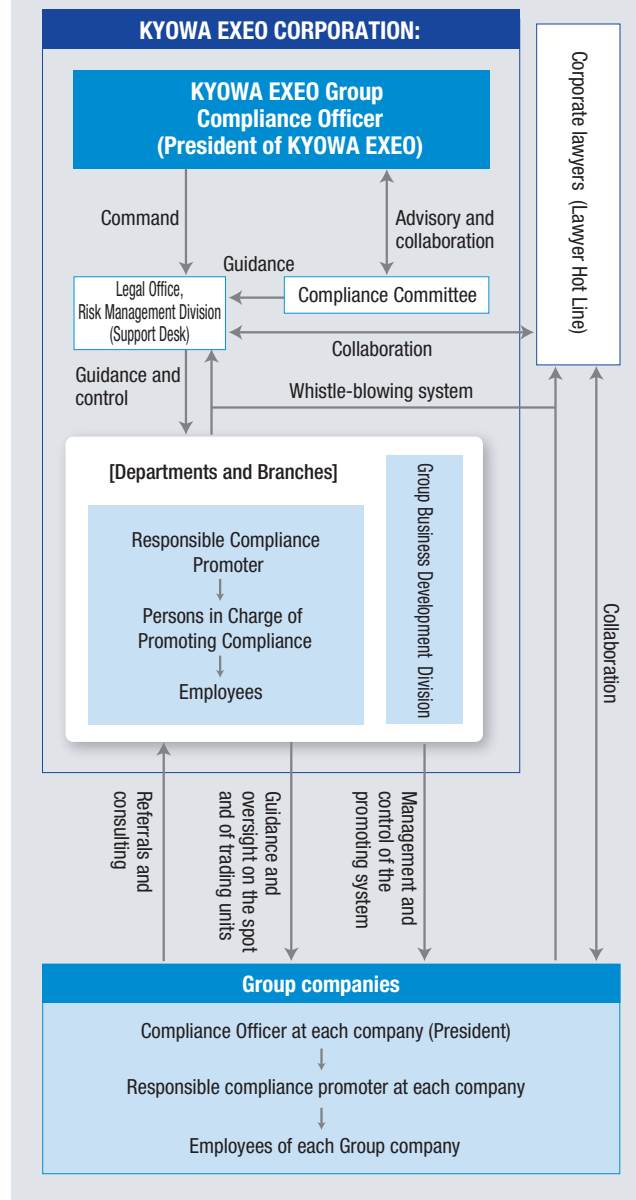 KYOWA EXEO CORPORATION:
KYOWA EXEO Group
Compliance Officer
(President of KYOWA EXEO)
Corporate lawyers (Lawyer Hot Line)
Command
Advisory and
collaboration
Guidance
Legal Office,
Risk Management Division
(Support Desk)
Compliance Committee
Collaboration
Guidance and
control
Whistle-blowing system
[Departments and Branches]
Responsible Compliance
Promoter
Persons in Charge of
Promoting Compliance
Employees
Group Business Development Division
Collaboration
Referrals and
consulting
Guidance and
oversight on the spot
and of trading units
Management and
control of the
promoting system
Group companies
Compliance Officer at each company (President)
Responsible compliance promoter at each company
Employees of each Group company